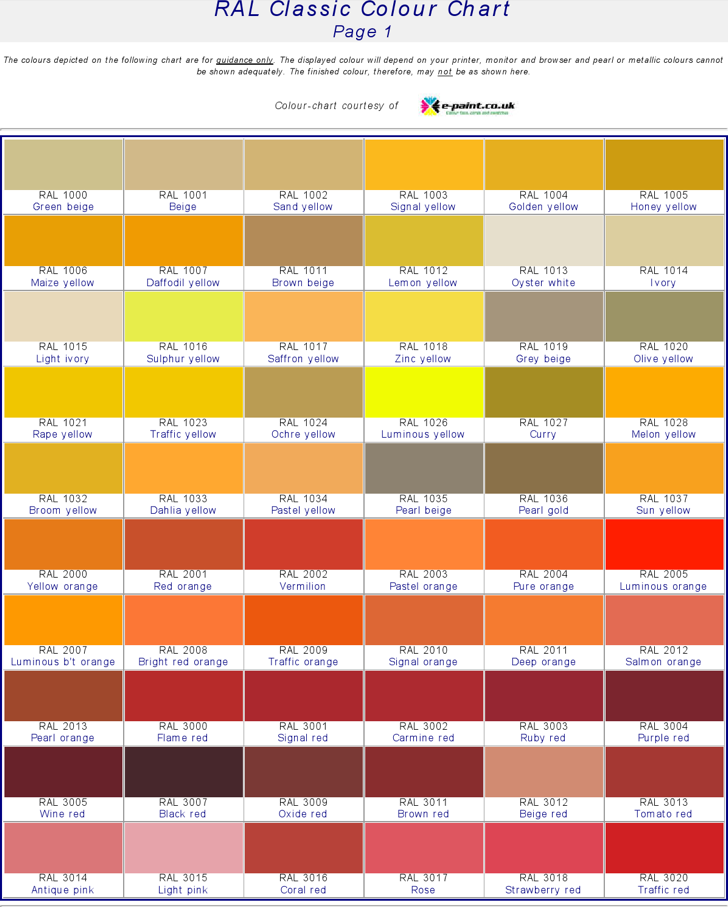 RAL Classic Colour Chart
Page 1
The colours depicted on the following chart are for guidance only. The displayed colour will depend on your printer, monitor and browser and pearl or metallic colours cannot
be shown adequately. The finished colour, therefore, may not be as shown here.
Colour-chart courtesy of e-paint.co.uk
RAL 1000 RAL 1001 RAL 1002 RAL 1003 RAL 1004 RAL 1005
Green beige Beige Sand yellow Signal yellow Golden yellow Honey yellow
RAL 1006 RAL 1007 RAL 1011 RAL 1012 RAL 1013 RAL 1014
Maize yellow Daffodil yellow Brown beige Lemon yellow Oyster white Ivory
RAL 1015 RAL 1016 RAL 1017 RAL 1018 RAL 1019 RAL 1020
Light ivory Sulphur yellow Saffron yellow Zinc yellow Grey beige Olive yellow
RAL 1021 RAL 1023 RAL 1024 RAL 1026 RAL 1027 RAL 1028
Rape yellow Traffic yellow Ochre yellow Luminous yellow Curry Melon yellow
RAL 1032 RAL 1033 RAL 1034 RAL 1035 RAL 1036 RAL 1037
Broom yellow Dahlia yellow Pastel yellow Pearl beige Pearl gold Sun yellow
RAL 2000 RAL 2001 RAL 2002 RAL 2003 RAL 2004 RAL 2005
Yellow orange Red orange Vermilion Pastel orange Pure orange Luminous orange
RAL 2007 RAL 2008 RAL 2009 RAL 2010 RAL 2011 RAL 2012
Luminous b't orange Bright red orange Traffic orange Signal orange Deep orange Salmon orange
RAL 2013 RAL 3000 RAL 3001 RAL 3002 RAL 3003 RAL 3004
Pearl orange Flame red Signal red Carmine red Ruby red Purple red
RAL 3005 RAL 3007 RAL 3009 RAL 3011 RAL 3012 RAL 3013
Wine red Black red Oxide red Brown red Beige red Tomato red
RAL 3014 RAL 3015 RAL 3016 RAL 3017 RAL 3018 RAL 3020
Antique pink Light pink Coral red Rose Strawberry red Traffic red